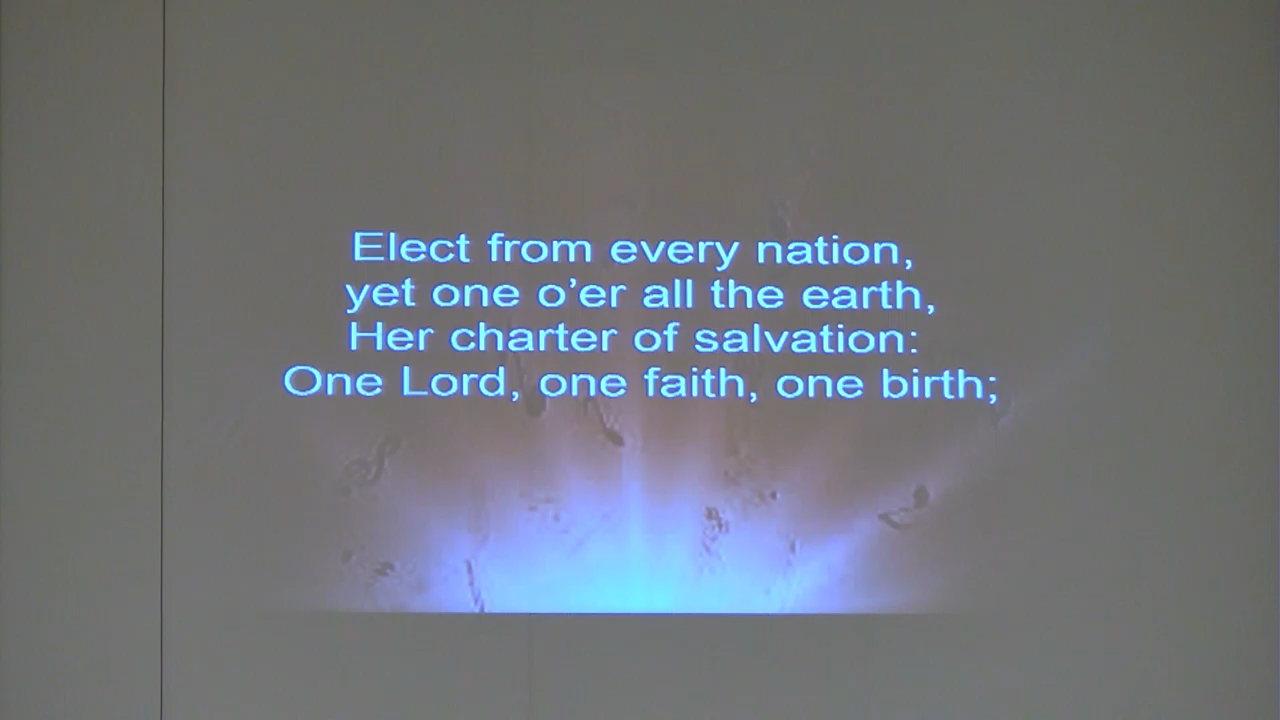 Elect from every nation,
yet one o’er all the earth,
Her charter of salvation:
One Lord, one faith, one birth;